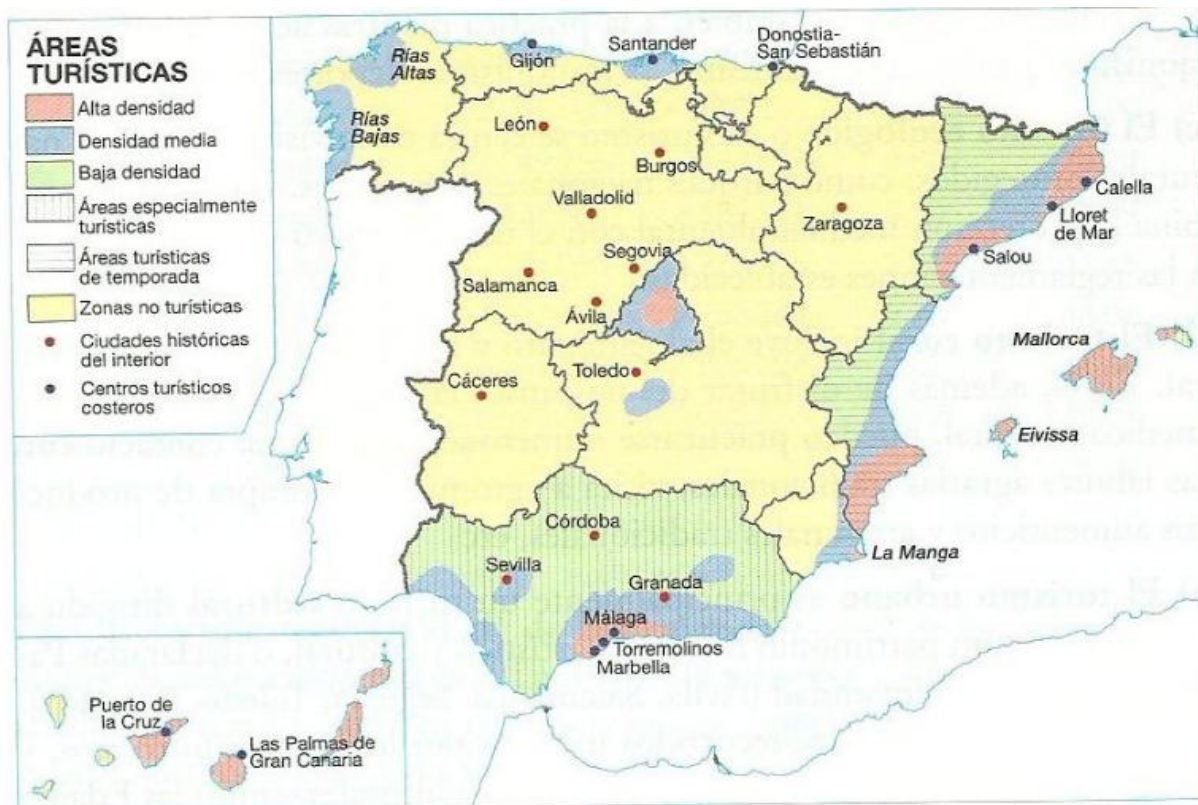 ÁREAS
TURÍSTICAS
Alta densidad
Densidad media
Baja densidad
Áreas especialmente
turísticas
Áreas turísticas
de temporada
Zonas no turísticas
Ciudades históricas
del interior
Centros turísticos
costeros
Rías
Altas
Rías
Bajas
Gijón
Santander
Donostia-
San Sebastián
León
Burgos
Valladolid
Zaragoza
Segovia
Salamanca
Ávila
Calella
Lloret
de Mar
Salou
Cáceres
Toledo
Mallorca
Eivissa
Córdoba
Sevilla
Granada
La Manga
Málaga
Torremolinos
Marbella
Puerto de
la Cruz
Las Palmas de
Gran Canaria